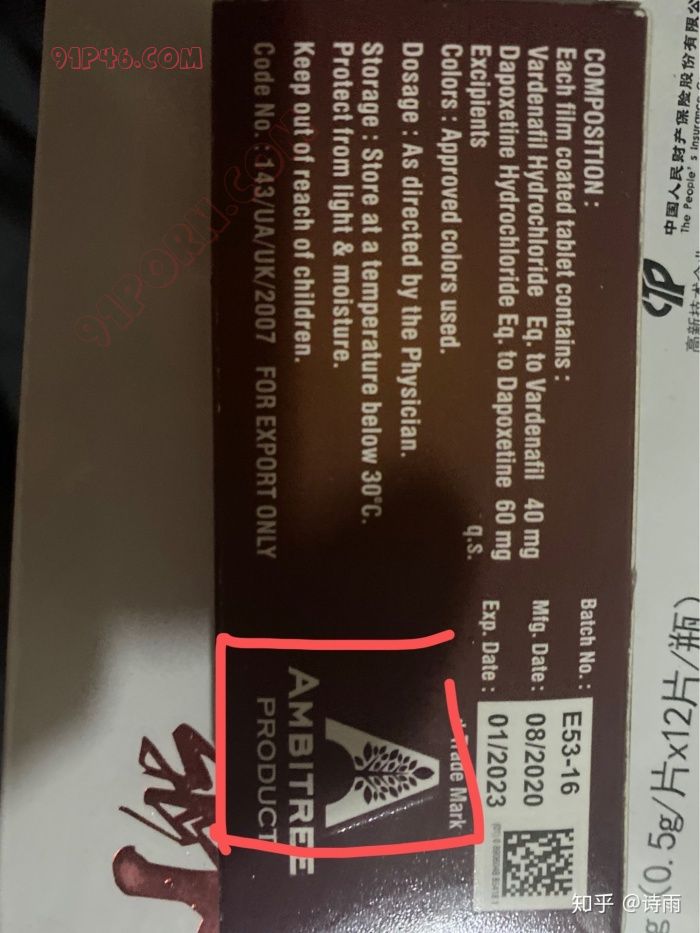 COMPOSITION :
Each film coated tablet contains :
Vardenafil Hydrochloride Eq. to Vardenafil 40 mg
Dapoxetine Hydrochloride Eq. to Dapoxetine 60 mg
Excipients q.s.
Colors : Approved colors used.
Dosage : As directed by the Physician.
Storage : Store at a temperature below 30°C.
Protect from light & moisture.
Keep out of reach of children.
Code No. : 143/UA/UK/2007 FOR EXPORT ONLY
Batch No. : E53-16
Mfg. Date : 08/2020
Exp. Date : 01/2023
Trade Mark
AMBITREE
PRODUCT
中国人民财产保险股份有限公
The People's Insurance
(0.5g/片x12片/瓶)
91P46.COM
91PORN.COM
知乎 @诗雨